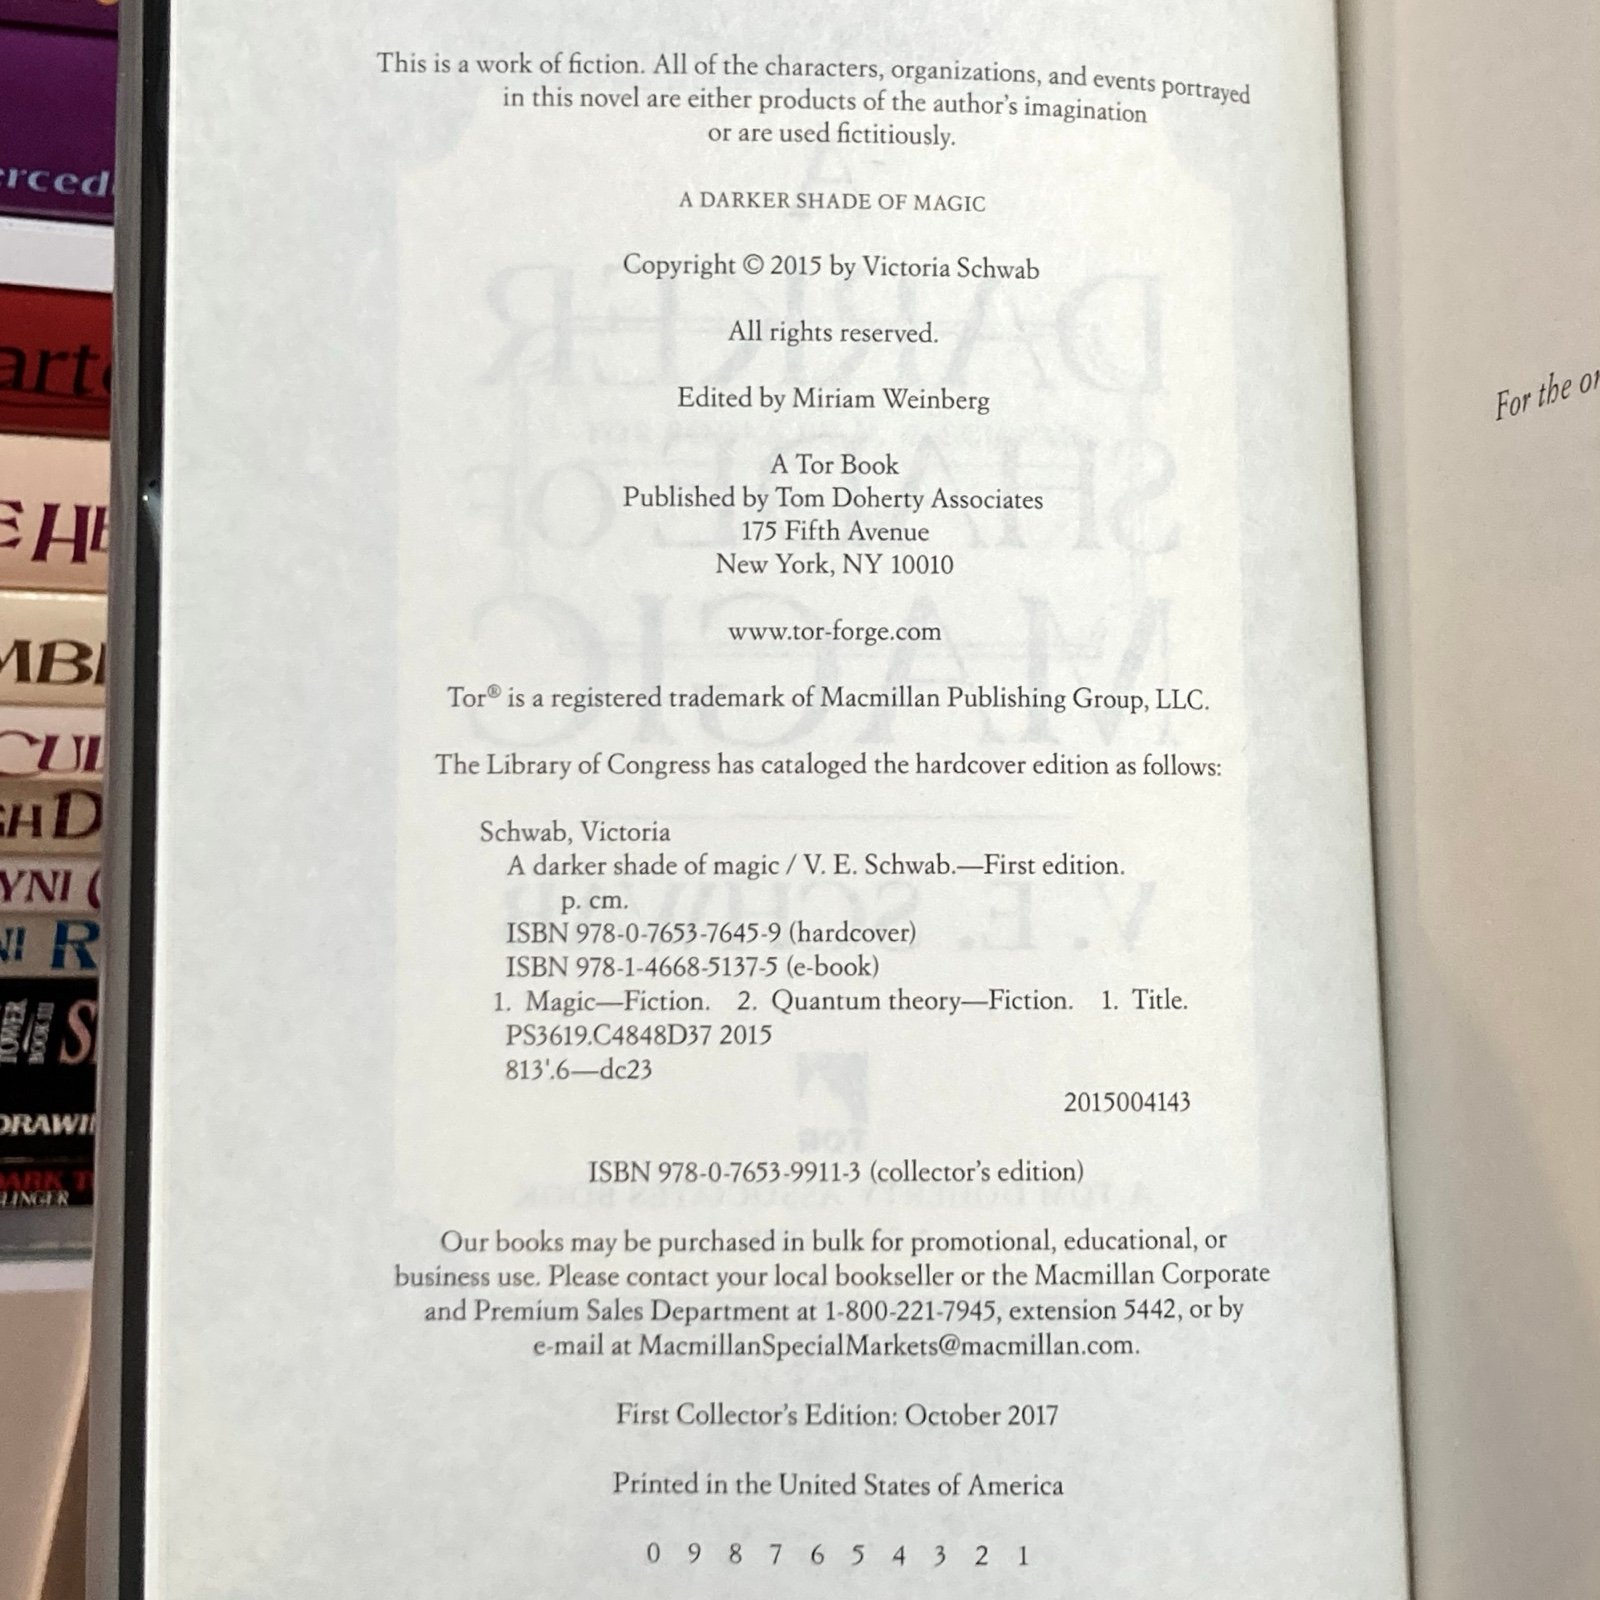 This is a work of fiction. All of the characters, organizations, and events portrayed
in this novel are either products of the author's imagination
or are used fictitiously.
A DARKER SHADE OF MAGIC
Copyright © 2015 by Victoria Schwab
All rights reserved.
Edited by Miriam Weinberg
A Tor Book
Published by Tom Doherty Associates
175 Fifth Avenue
New York, NY 10010
www.tor-forge.com
Tor® is a registered trademark of Macmillan Publishing Group, LLC.
The Library of Congress has cataloged the hardcover edition as follows:
Schwab, Victoria
A darker shade of magic / V. E. Schwab.—First edition.
p. cm.
ISBN 978-0-7653-7645-9 (hardcover)
ISBN 978-1-4668-5137-5 (e-book)
1. Magic—Fiction. 2. Quantum theory—Fiction. 1. Title.
PS3619.C4848D37 2015
813'.6—dc23
2015004143
ISBN 978-0-7653-9911-3 (collector's edition)
Our books may be purchased in bulk for promotional, educational, or
business use. Please contact your local bookseller or the Macmillan Corporate
and Premium Sales Department at 1-800-221-7945, extension 5442, or by
e-mail at MacmillanSpecialMarkets@macmillan.com.
First Collector's Edition: October 2017
Printed in the United States of America
0 9 8 7 6 5 4 3 2 1
For the